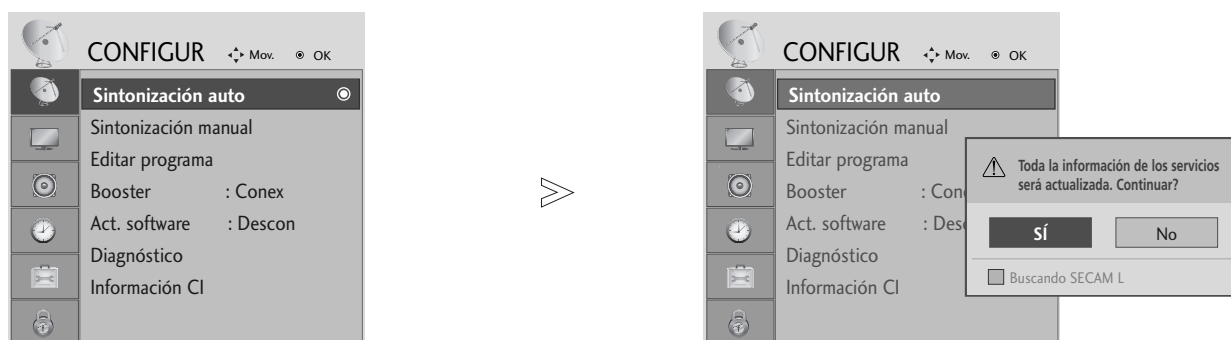 CONFIGUR Mov. OK
Sintonización auto
Sintonización manual
Editar programa
Booster : Conex
Act. software : Descon
Diagnóstico
Información CI
CONFIGUR Mov. OK
Sintonización auto
Sintonización manual
Editar programa
Booster : Con
Act. software : Des
Diagnóstico
Información CI
Toda la información de los servicios
será actualizada. Continuar?
SÍ No
Buscando SECAM L